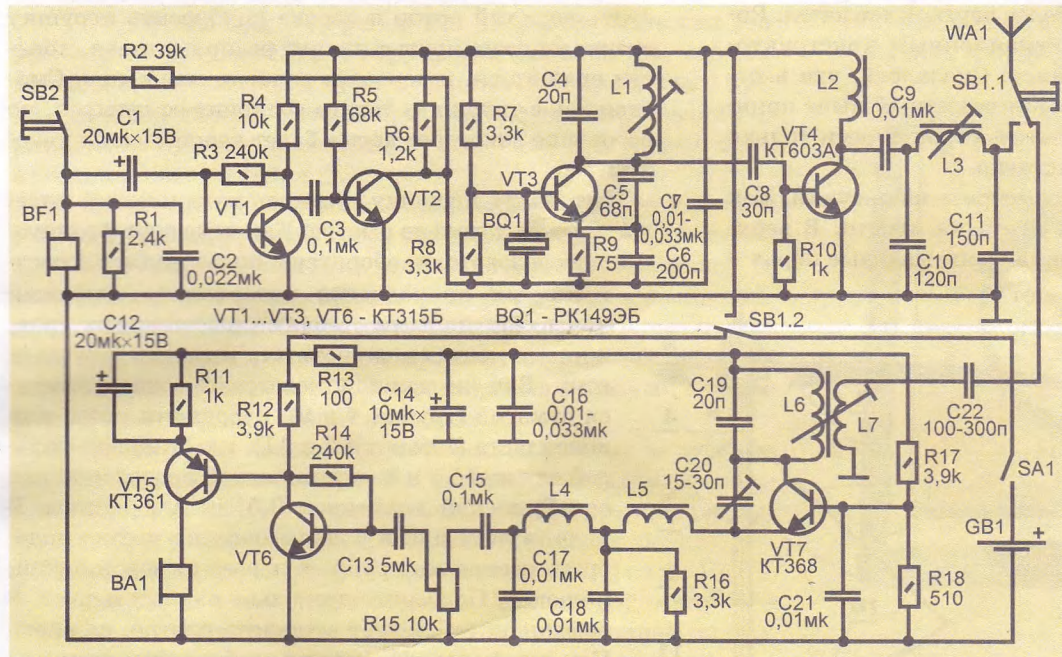 R2 39k
SB2
C1
20мк×15В
R4
10k
R5
68k
R3 240k
R6
1,2k
R7
3,3k
C4
20п
L1
L2
C9
0,01мк
WA1
SB1.1
L3
VT4
КТ603А
BF1
R1
2,4k
VT1
C2
0,022мк
C3
0,1мк
VT2
VT3
R8
3,3k
BQ1
C5
68п
R9
75
C7
0,01-
0,033мк
C6
200п
C8
30п
R10
1k
C11
150п
C10
120п
VT1...VT3, VT6 - КТ315Б
BQ1 - РК149ЭБ
SB1.2
C12
20мк×15В
R11
1k
R12
3,9k
R13
100
R14
240k
C14
10мк×
15В
C16
0,01-
0,033мк
C19
20п
L6
L7
C22
100-300п
R17
3,9k
SA1
VT5
КТ361
C15
0,1мк
L4
L5
C20
15-30п
GB1
VT6
C13 5мк
VT7
КТ368
BA1
R15 10k
C17
0,01мк
C18
0,01мк
R16
3,3k
C21
0,01мк
R18
510